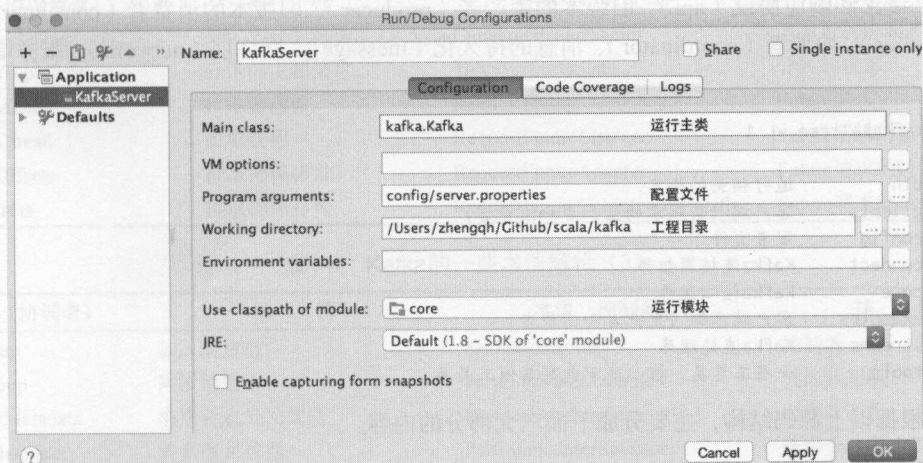 Run/Debug Configurations
Name: KafkaServer Share Single instance only
Application
KafkaServer
Defaults
Configuration Code Coverage Logs
Main class: kafka.Kafka 运行主类
VM options:
Program arguments: config/server.properties 配置文件
Working directory: /Users/zhengqh/Github/scala/kafka 工程目录
Environment variables:
Use classpath of module: core 运行模块
JRE: Default (1.8 – SDK of 'core' module)
Enable capturing form snapshots
? Cancel Apply OK